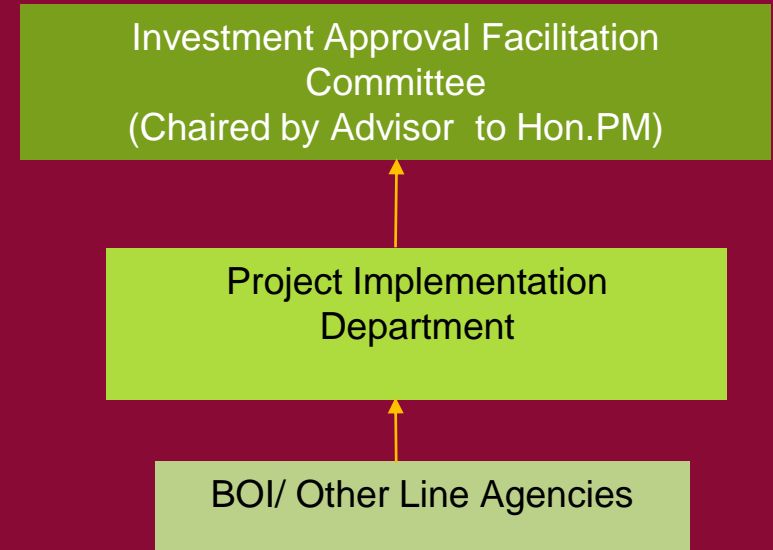 Investment Approval Facilitation
Committee
(Chaired by Advisor  to Hon.PM)
Project Implementation
Department
BOI/ Other Line Agencies